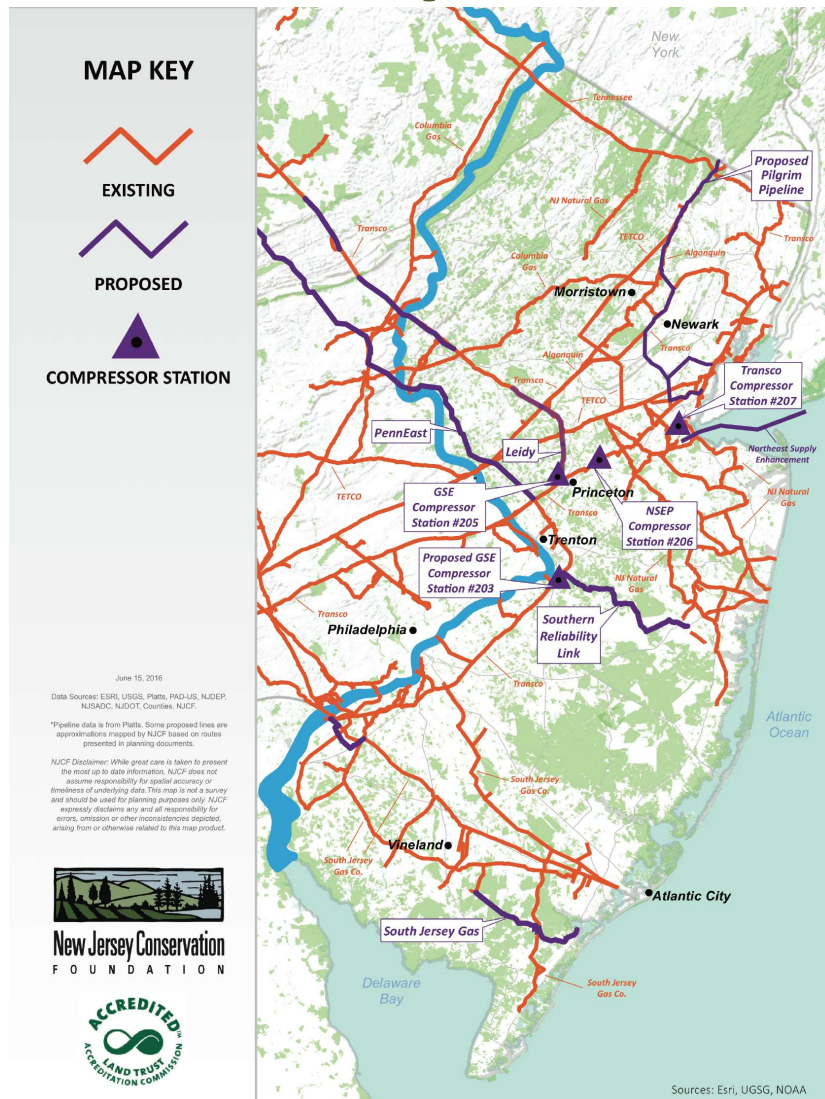 MAP KEY
EXISTING
PROPOSED
COMPRESSOR STATION
June 15, 2016
Data Sources: ESRI, USGS, Platts, PAD-US, NJDEP,
NJSADC, NJDOT, Counties, NJCF.
*Pipeline data is from Platts. Some proposed lines are
approximations mapped by NJCF based on routes
presented in planning documents.
NJCF Disclaimer: While great care is taken to present
the most up to date information, NJCF does not
assume responsibility for spatial accuracy or
timeliness of underlying data.This map is not a survey
and should be used for planning purposes only. NJCF
expressly disclaims any and all responsibility for
errors, omission or other inconsistencies depicted,
arising from or otherwise related to this map product.
New Jersey Conservation
FOUNDATION
ACCREDITED
LAND TRUST
ACCREDITATION COMMISSION
New
York
Tennessee
Columbia
Gas
Proposed
Pilgrim
Pipeline
NJ Natural Gas
Transco
TETCO
Transco
Algonquin
Columbia
Gas
Morristown
Newark
Transco
Algonquin
Transco
Transco
Compressor
Station #207
TETCO
PennEast
Leidy
Northeast Supply
Enhancement
TETCO
GSE
Compressor
Station #205
Princeton
NSEP
Compressor
Station #206
NJ Natural
Gas
Transco
Trenton
Proposed GSE
Compressor
Station #203
NJ Natural
Gas
Transco
Philadelphia
Southern
Reliability
Link
Transco
Atlantic
Ocean
South Jersey
Gas Co.
Vineland
South Jersey
Gas Co.
Atlantic City
South Jersey Gas
Delaware
Bay
South Jersey
Gas Co.
Sources: Esri, UGSG, NOAA